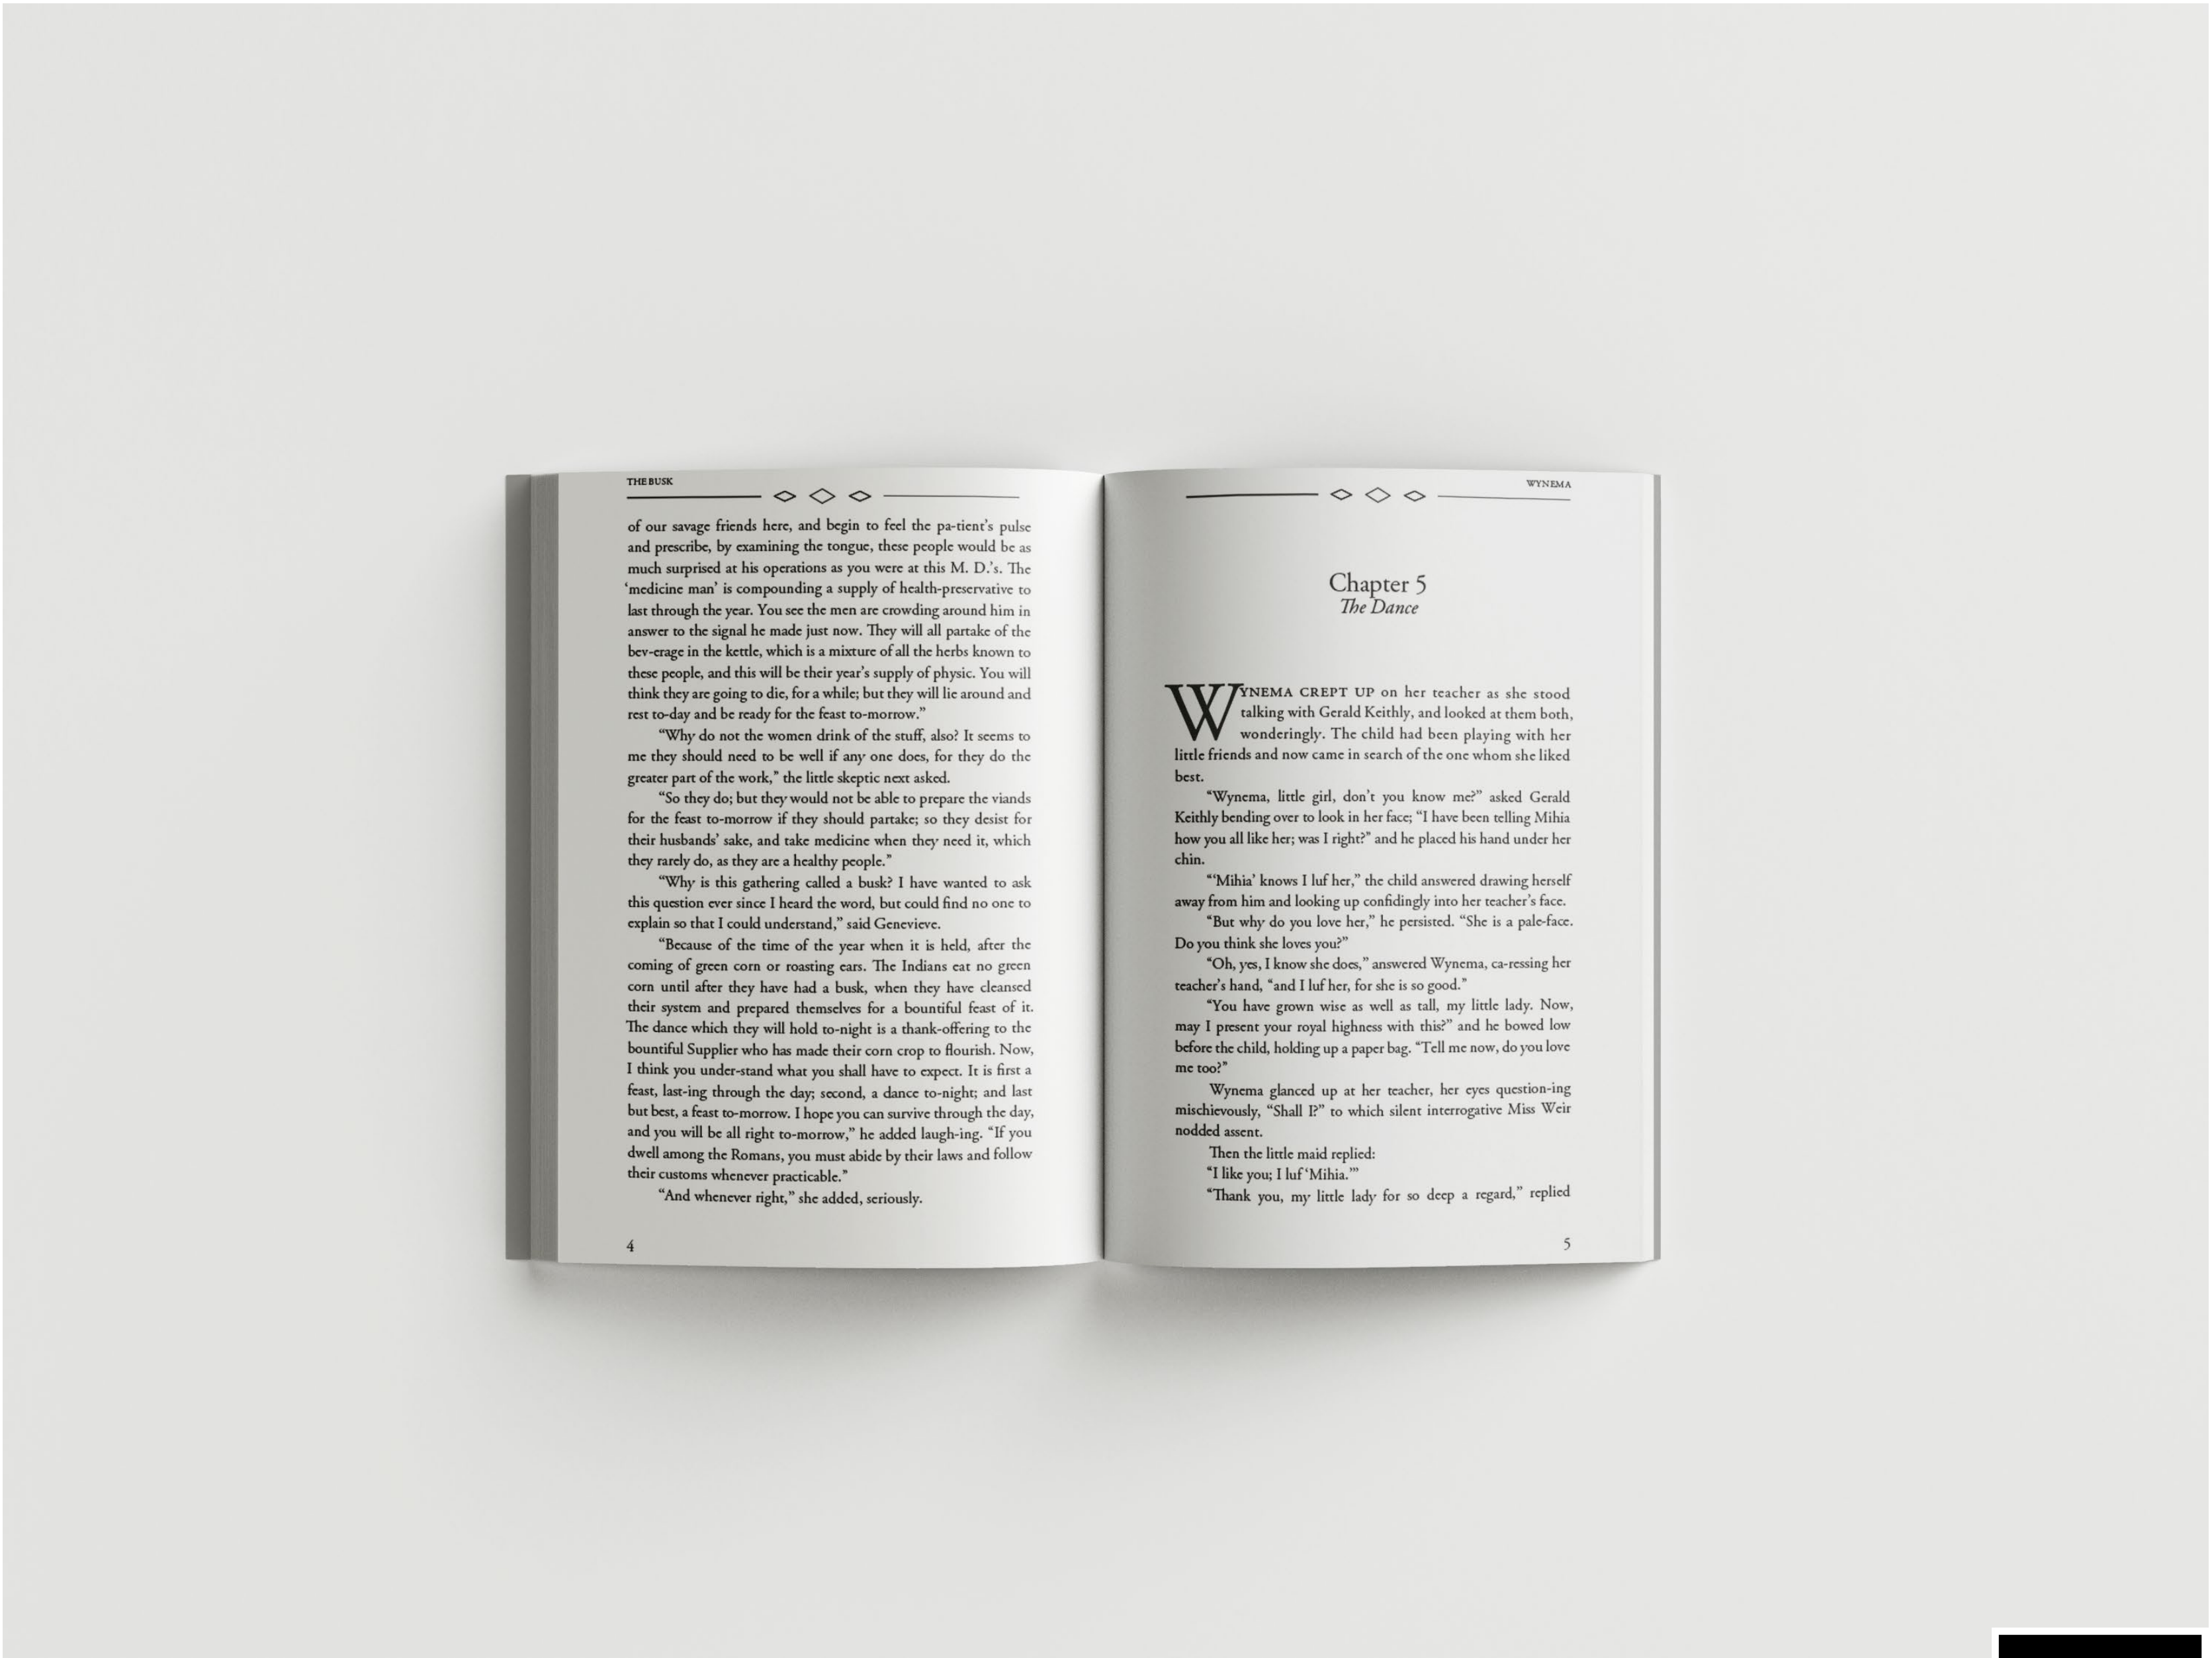 THE BUSK
of our savage friends here, and begin to feel the pa-tient’s pulse
and prescribe, by examining the tongue, these people would be as
much surprised at his operations as you were at this M. D.’s. The
‘medicine man’ is compounding a supply of health-preservative to
last through the year. You see the men are crowding around him in
answer to the signal he made just now. They will all partake of the
bev-erage in the kettle, which is a mixture of all the herbs known to
these people, and this will be their year’s supply of physic. You will
think they are going to die, for a while; but they will lie around and
rest to-day and be ready for the feast to-morrow.”
“Why do not the women drink of the stuff, also? It seems to
me they should need to be well if any one does, for they do the
greater part of the work,” the little skeptic next asked.
“So they do; but they would not be able to prepare the viands
for the feast to-morrow if they should partake; so they desist for
their husbands’ sake, and take medicine when they need it, which
they rarely do, as they are a healthy people.”
“Why is this gathering called a busk? I have wanted to ask
this question ever since I heard the word, but could find no one to
explain so that I could understand,” said Genevieve.
“Because of the time of the year when it is held, after the
coming of green corn or roasting ears. The Indians eat no green
corn until after they have had a busk, when they have cleansed
their system and prepared themselves for a bountiful feast of it.
The dance which they will hold to-night is a thank-offering to the
bountiful Supplier who has made their corn crop to flourish. Now,
I think you under-stand what you shall have to expect. It is first a
feast, last-ing through the day; second, a dance to-night; and last
but best, a feast to-morrow. I hope you can survive through the day,
and you will be all right to-morrow,” he added laugh-ing. “If you
dwell among the Romans, you must abide by their laws and follow
their customs whenever practicable.”
“And whenever right,” she added, seriously.
4
WYNEMA
Chapter 5
The Dance
WYNEMA CREPT UP on her teacher as she stood
talking with Gerald Keithly, and looked at them both,
wonderingly. The child had been playing with her
little friends and now came in search of the one whom she liked
best.
“Wynema, little girl, don’t you know me?” asked Gerald
Keithly bending over to look in her face; “I have been telling Mihia
how you all like her; was I right?” and he placed his hand under her
chin.
“‘Mihia’ knows I luf her,” the child answered drawing herself
away from him and looking up confidingly into her teacher’s face.
“But why do you love her,” he persisted. “She is a pale-face.
Do you think she loves you?”
“Oh, yes, I know she does,” answered Wynema, ca-ressing her
teacher’s hand, “and I luf her, for she is so good.”
“You have grown wise as well as tall, my little lady. Now,
may I present your royal highness with this?” and he bowed low
before the child, holding up a paper bag. “Tell me now, do you love
me too?”
Wynema glanced up at her teacher, her eyes question-ing
mischievously, “Shall I?” to which silent interrogative Miss Weir
nodded assent.
Then the little maid replied:
“I like you; I luf ‘Mihia.’”
“Thank you, my little lady for so deep a regard,” replied
5